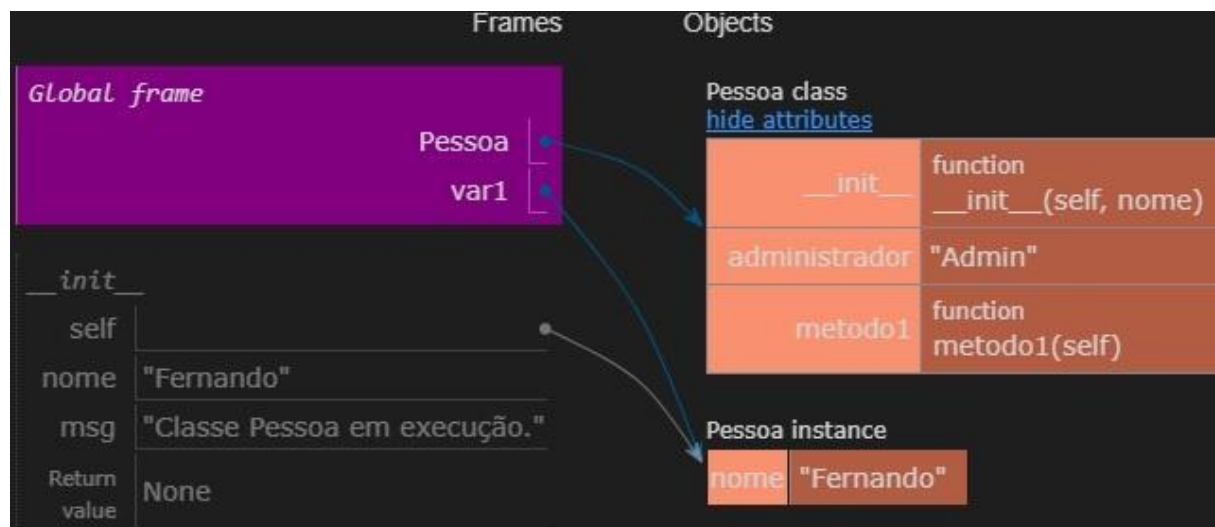 Frames Objects
Global frame
Pessoa
var1
__init__
self
nome "Fernando"
msg "Classe Pessoa em execução."
Return
value None
Pessoa class
hide attributes
__init__ function
__init__(self, nome)
administrador "Admin"
metodo1 function
metodo1(self)
Pessoa instance
nome "Fernando"